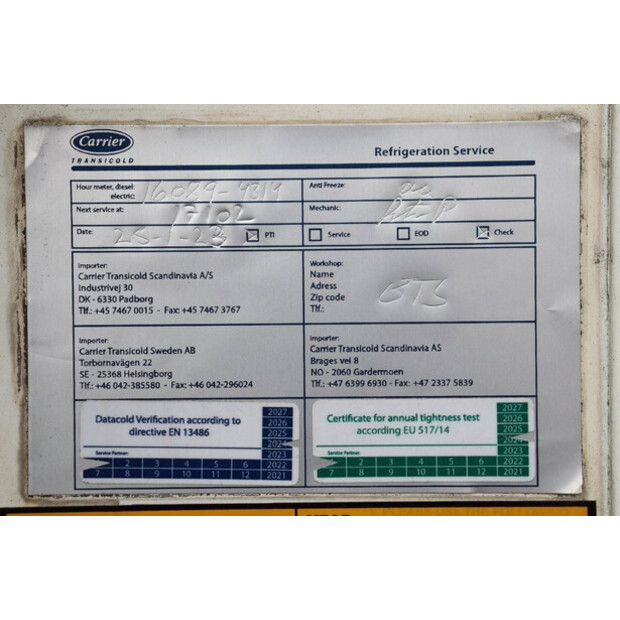 Carrier
TRANSICOLD
Refrigeration Service
Hour meter, diesel: 16089-4314
electric:
Anti Freeze: ok
Next service at: 17102
Mechanic:
Date: 25-1-23 PTI Service EOD Check
Importer:
Carrier Transicold Scandinavia A/S
Industrivej 30
DK - 6330 Padborg
Tlf.: +45 7467 0015 - Fax: +45 7467 3767
Workshop:
Name
Adress BTS
Zip code
Tlf.:
Importer:
Carrier Transicold Sweden AB
Torbornavägen 22
SE - 25368 Helsingborg
Tlf.: +46 042-385580 - Fax: +46 042-296024
Importer:
Carrier Transicold Scandinavia AS
Brages vei 8
NO - 2060 Gardermoen
Tlf.: +47 6399 6930 - Fax: +47 2337 5839
Datacold Verification according to
directive EN 13486
Service Partner:
2027
2026
2025
2023
2 3 4 5 6 2022
7 8 9 10 11 12 2021
Certificate for annual tightness test
according EU 517/14
Service Partner:
2027
2026
2025
2023
2 3 4 5 6 2022
7 8 9 10 11 12 2021